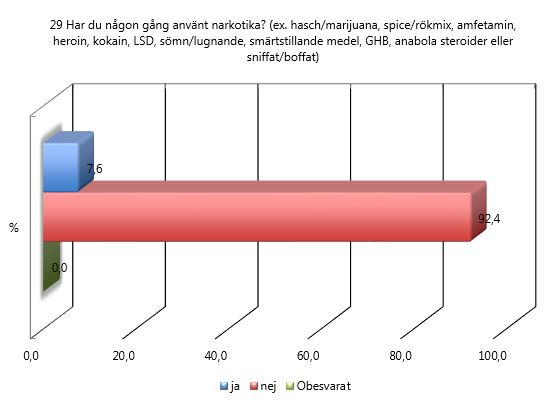 29 Har du någon gång använt narkotika? (ex. hasch/marijuana, spice/rökmix, amfetamin,
heroin, kokain, LSD, sömn/lugnande, smärtstillande medel, GHB, anabola steroider eller
sniffat/boffat)
7,6
92,4
%
0,0
0,0 20,0 40,0 60,0 80,0 100,0
ja nej Obesvarat